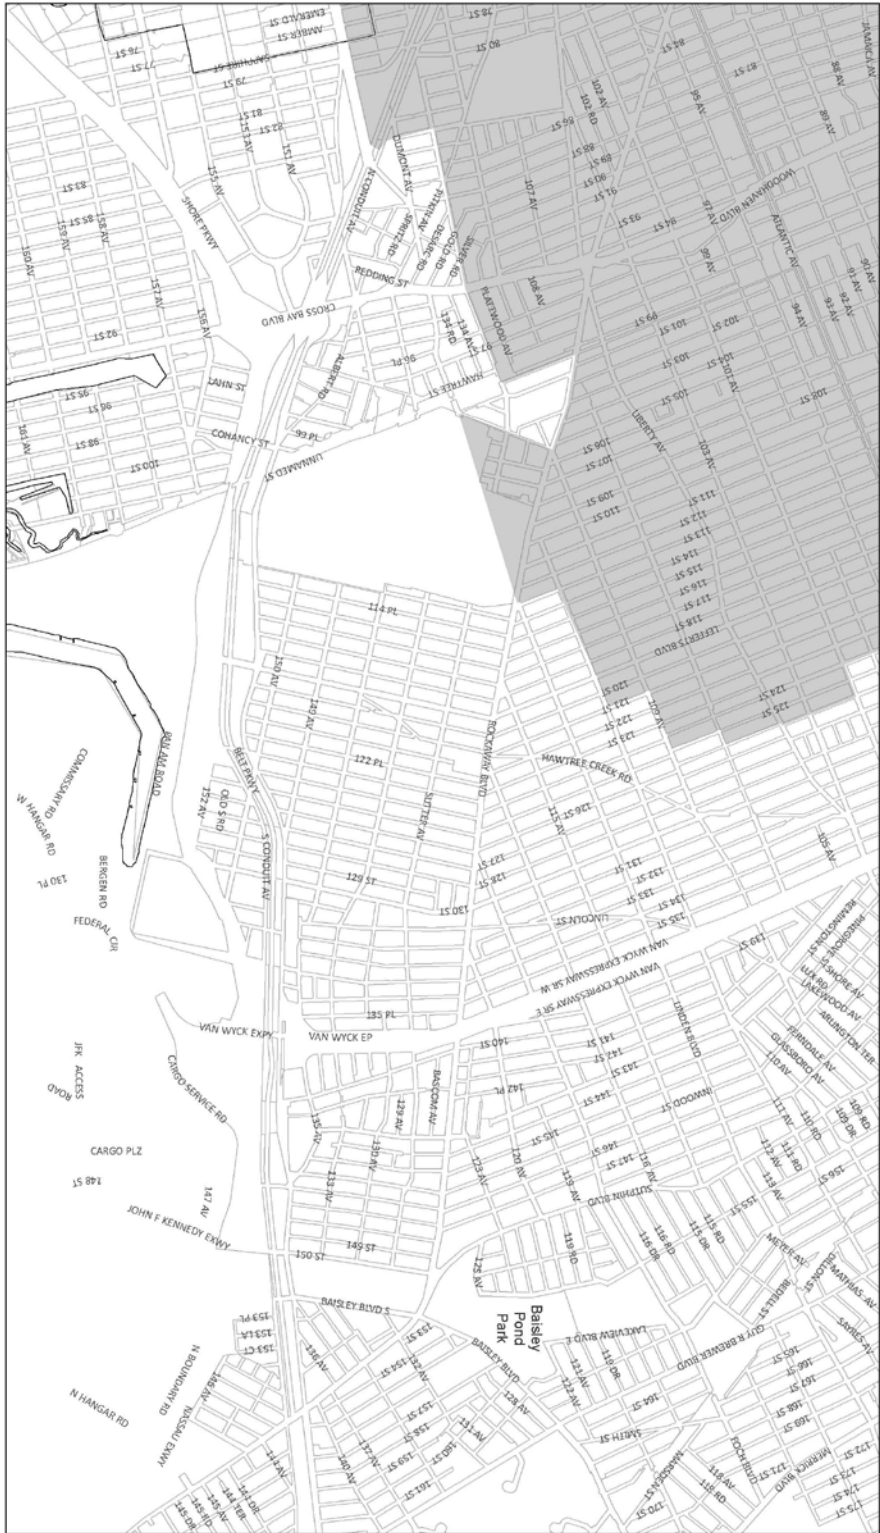 EMERALD ST
AMBER ST
SAPPHIRE ST
76 ST
77 ST
79 ST
78 ST
80 ST
84 ST
87 ST
JAMAICA AV
88 AV
89 AV
95 AV
102 AV
102 RD
81 ST
82 ST
153 AV
151 AV
155 AV
86 ST
88 ST
89 ST
90 ST
91 ST
DUMONT AV
N CONDUIT AV
107 AV
93 ST
94 ST
97 AV
WOODHAVEN BLVD
ATLANTIC AV
83 ST
85 ST
158 AV
159 AV
160 AV
SHORE PKWY
PITKIN AV
SPRITZ RD
DESARC RD
GOLD RD
SILVER RD
REDDING ST
99 AV
90 AV
91 AV
92 AV
93 AV
94 AV
157 AV
156 AV
92 ST
CROSS BAY BLVD
PLATTWOOD AV
108 AV
134 RD
134 AV
97 ST
99 ST
101 ST
102 ST
103 ST
104 ST
101 AV
105 ST
108 ST
96 PL
ALBERT RD
HAWTREE ST
LAHN ST
95 ST
96 ST
98 ST
161 AV
100 ST
COHANCY ST
99 PL
UNNAMED ST
LIBERTY AV
103 AV
106 ST
107 ST
109 ST
110 ST
111 ST
112 ST
113 ST
114 ST
115 ST
116 ST
117 ST
118 ST
LEFFERTS BLVD
114 PL
120 ST
121 ST
122 ST
123 ST
109 AV
124 ST
125 ST
150 AV
149 AV
122 PL
ROCKAWAY BLVD
SUTTER AV
HAWTREE CREEK RD
PAN AM ROAD
COMMISSARY RD
W HANGAR RD
BELT PKWY
OLD S RD
152 AV
S CONDUIT AV
115 AV
126 ST
127 ST
128 ST
129 ST
130 ST
131 ST
132 ST
133 ST
134 ST
135 ST
105 AV
130 PL
BERGEN RD
FEDERAL CIR
LINCOLN ST
VAN WYCK EXPRESSWAY SR W
VAN WYCK EXPRESSWAY SR E
139 ST
REMINGTON ST
PINEGROVE ST
SHORE AV
LUX RD
LAKEWOOD AV
ARLINGTON TER
FERNDALE AV
GLASSBORO AV
110 AV
135 PL
VAN WYCK EXPY
VAN WYCK EP
140 ST
141 ST
147 ST
143 ST
144 ST
142 PL
LINDEN BLVD
INWOOD ST
JFK ACCESS
ROAD
CARGO SERVICE RD
CARGO PLZ
148 ST
147 AV
JOHN F KENNEDY EXWY
135 AV
133 AV
130 AV
129 AV
BASCOM AV
123 AV
120 AV
119 AV
145 ST
146 ST
147 ST
116 AV
SUTPHIN BLVD
111 AV
110 RD
109 DR
109 RD
112 AV
111 RD
113 AV
155 ST
156 ST
149 ST
150 ST
125 AV
119 RD
116 DR
116 RD
115 DR
115 RD
MEYER AV
DILLON ST
MATHIAS AV
BEDELL ST
SAYRES AV
BAISLEY BLVD S
Baisley
Pond
Park
BAISLEY BLVD
LAKEVIEW BLVD E
GUY R BREWER BLVD
153 PL
153 LA
153 CT
N BOUNDARY RD
N HANGAR RD
NASSAU EXWY
146 AV
136 AV
153 ST
154 ST
132 AV
157 ST
158 ST
159 ST
160 ST
161 ST
131 AV
128 AV
122 AV
121 AV
119 DR
164 ST
165 ST
166 ST
167 ST
168 ST
169 ST
SMITH ST
MARSDEN ST
170 ST
118 AV
118 RD
FOCH BLVD
171 ST
MERRICK BLVD
172 ST
173 ST
174 ST
175 ST
140 AV
132 AV
144 DR
144 TER
145 AV
145 RD
145 DR